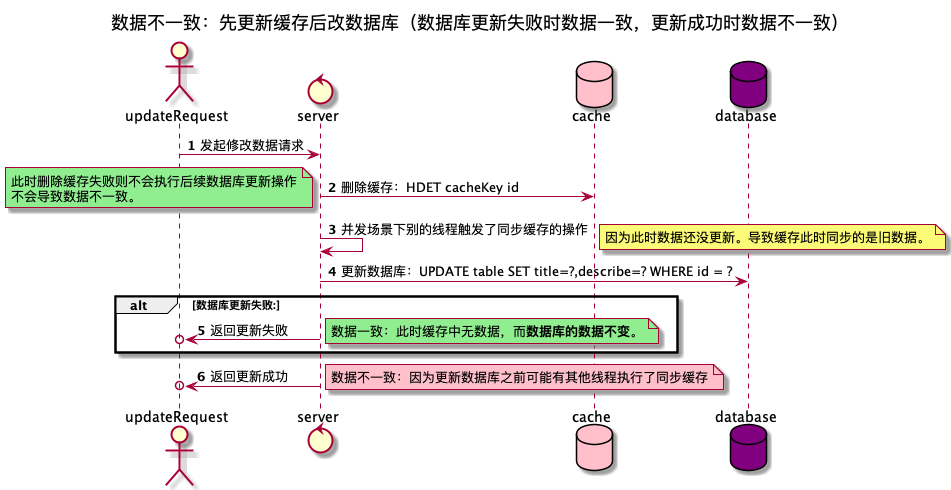 数据不一致：先更新缓存后改数据库（数据库更新失败时数据一致，更新成功时数据不一致）
updateRequest
server
cache
database
1 发起修改数据请求
此时删除缓存失败则不会执行后续数据库更新操作
不会导致数据不一致。
2 删除缓存：HDET cacheKey id
3 并发场景下别的线程触发了同步缓存的操作
因为此时数据还没更新。导致缓存此时同步的是旧数据。
4 更新数据库：UPDATE table SET title=?,describe=? WHERE id = ?
alt [数据库更新失败:]
5 返回更新失败
数据一致：此时缓存中无数据，而数据库的数据不变。
6 返回更新成功
数据不一致：因为更新数据库之前可能有其他线程执行了同步缓存
updateRequest
server
cache
database